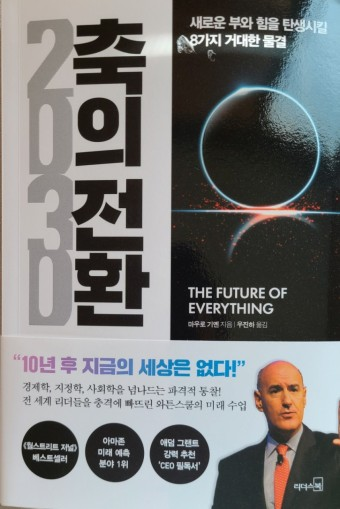 2030
축의 전환
새로운 부와 힘을 탄생시킬
8가지 거대한 물결
THE FUTURE OF
EVERYTHING
마우로 기옌 지음 | 우진하 옮김
“10년 후 지금의 세상은 없다!”
경제학, 지정학, 사회학을 넘나드는 파격적 통찰!
전 세계 리더들을 충격에 빠뜨린 와튼스쿨의 미래 수업
《월스트리트 저널》
베스트셀러
아마존
미래 예측
분야 1위
애덤 그랜트
강력 추천
‘CEO 필독서’
리더스북